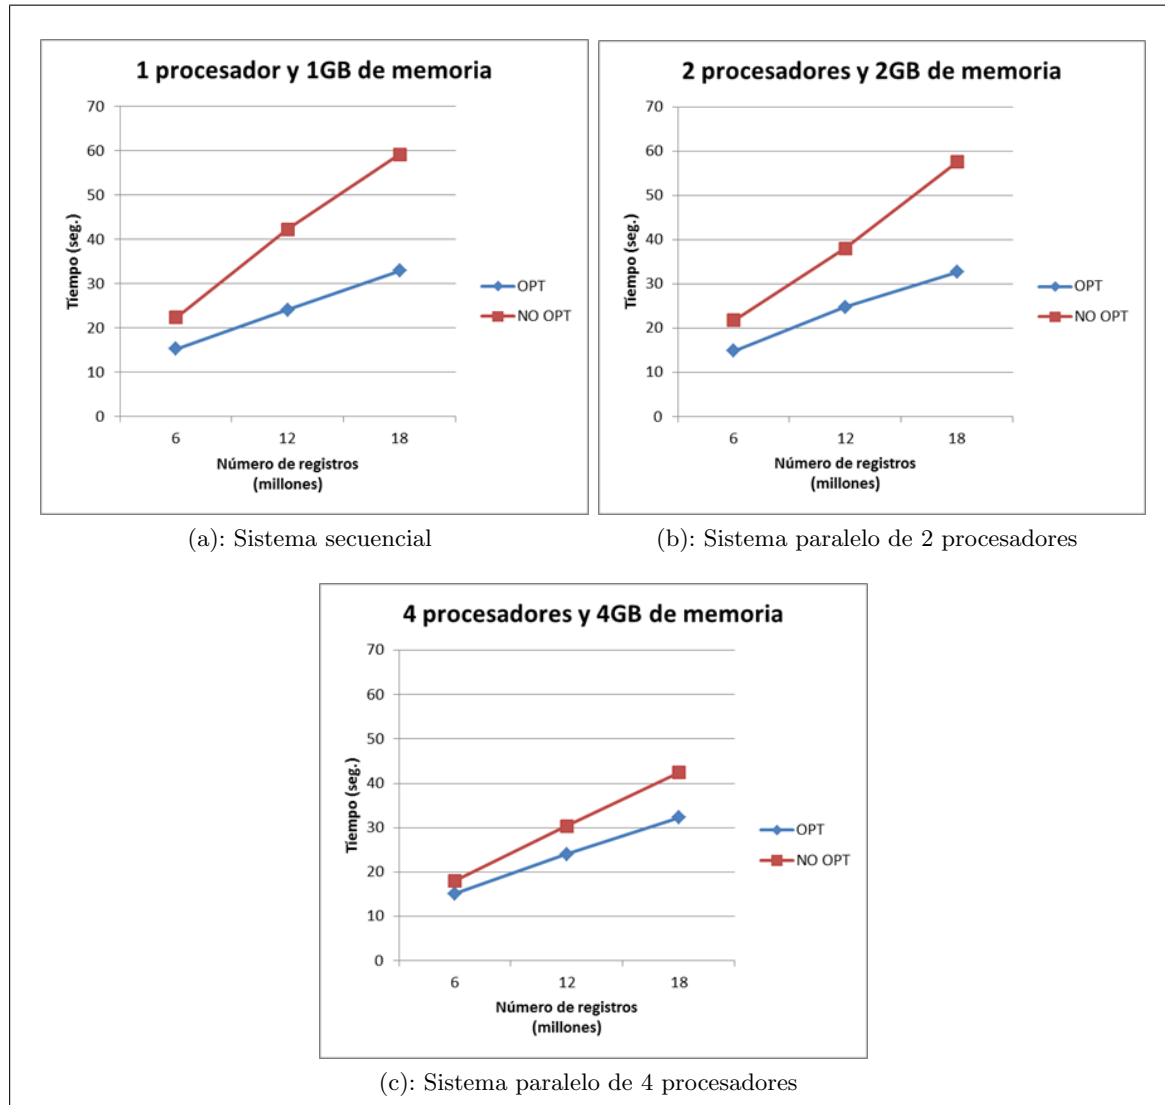 1 procesador y 1GB de memoria
70
60
50
40
30
20
10
0
Tiempo (seg.)
6 12 18
Número de registros
(millones)
OPT
NO OPT
(a): Sistema secuencial
2 procesadores y 2GB de memoria
70
60
50
40
30
20
10
0
Tiempo (seg.)
6 12 18
Número de registros
(millones)
OPT
NO OPT
(b): Sistema paralelo de 2 procesadores
4 procesadores y 4GB de memoria
70
60
50
40
30
20
10
0
Tiempo (seg.)
6 12 18
Número de registros
(millones)
OPT
NO OPT
(c): Sistema paralelo de 4 procesadores